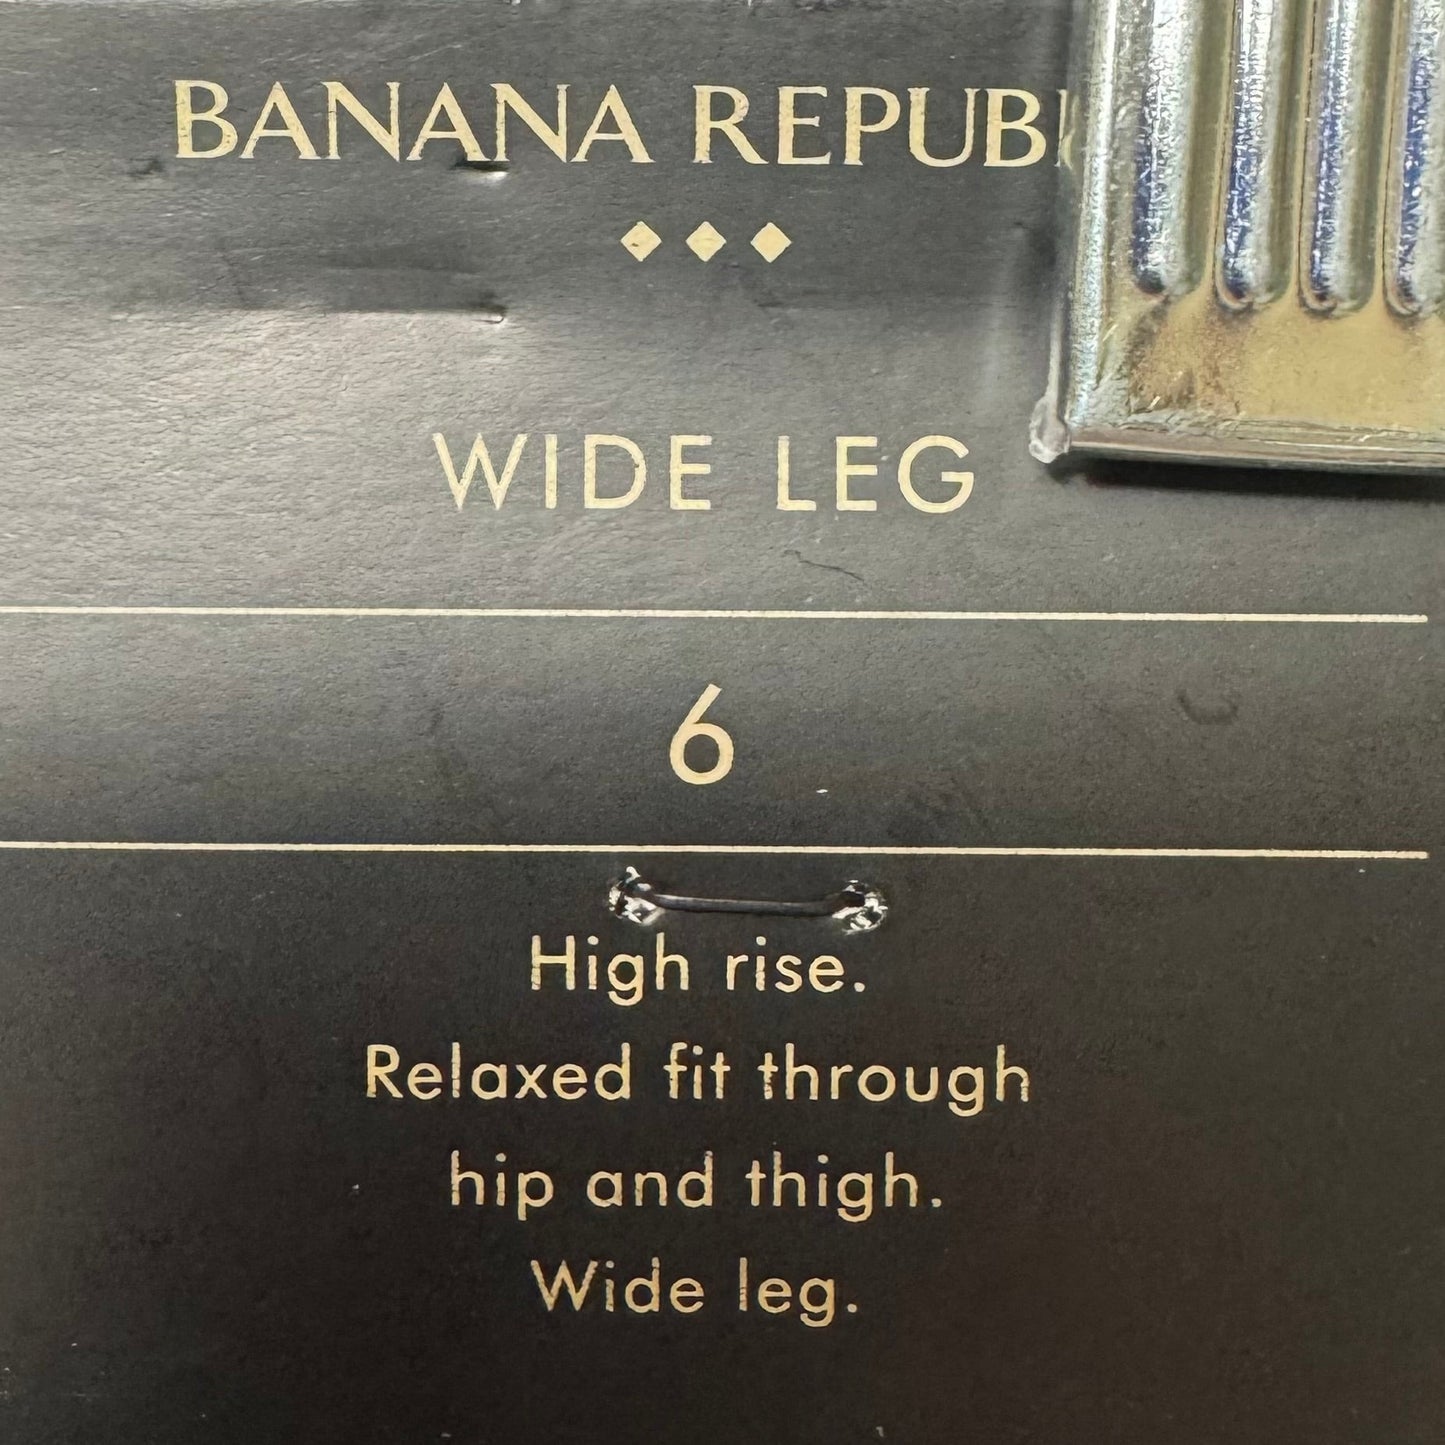 BANANA REPUB
WIDE LEG
6
High rise.
Relaxed fit through
hip and thigh.
Wide leg.